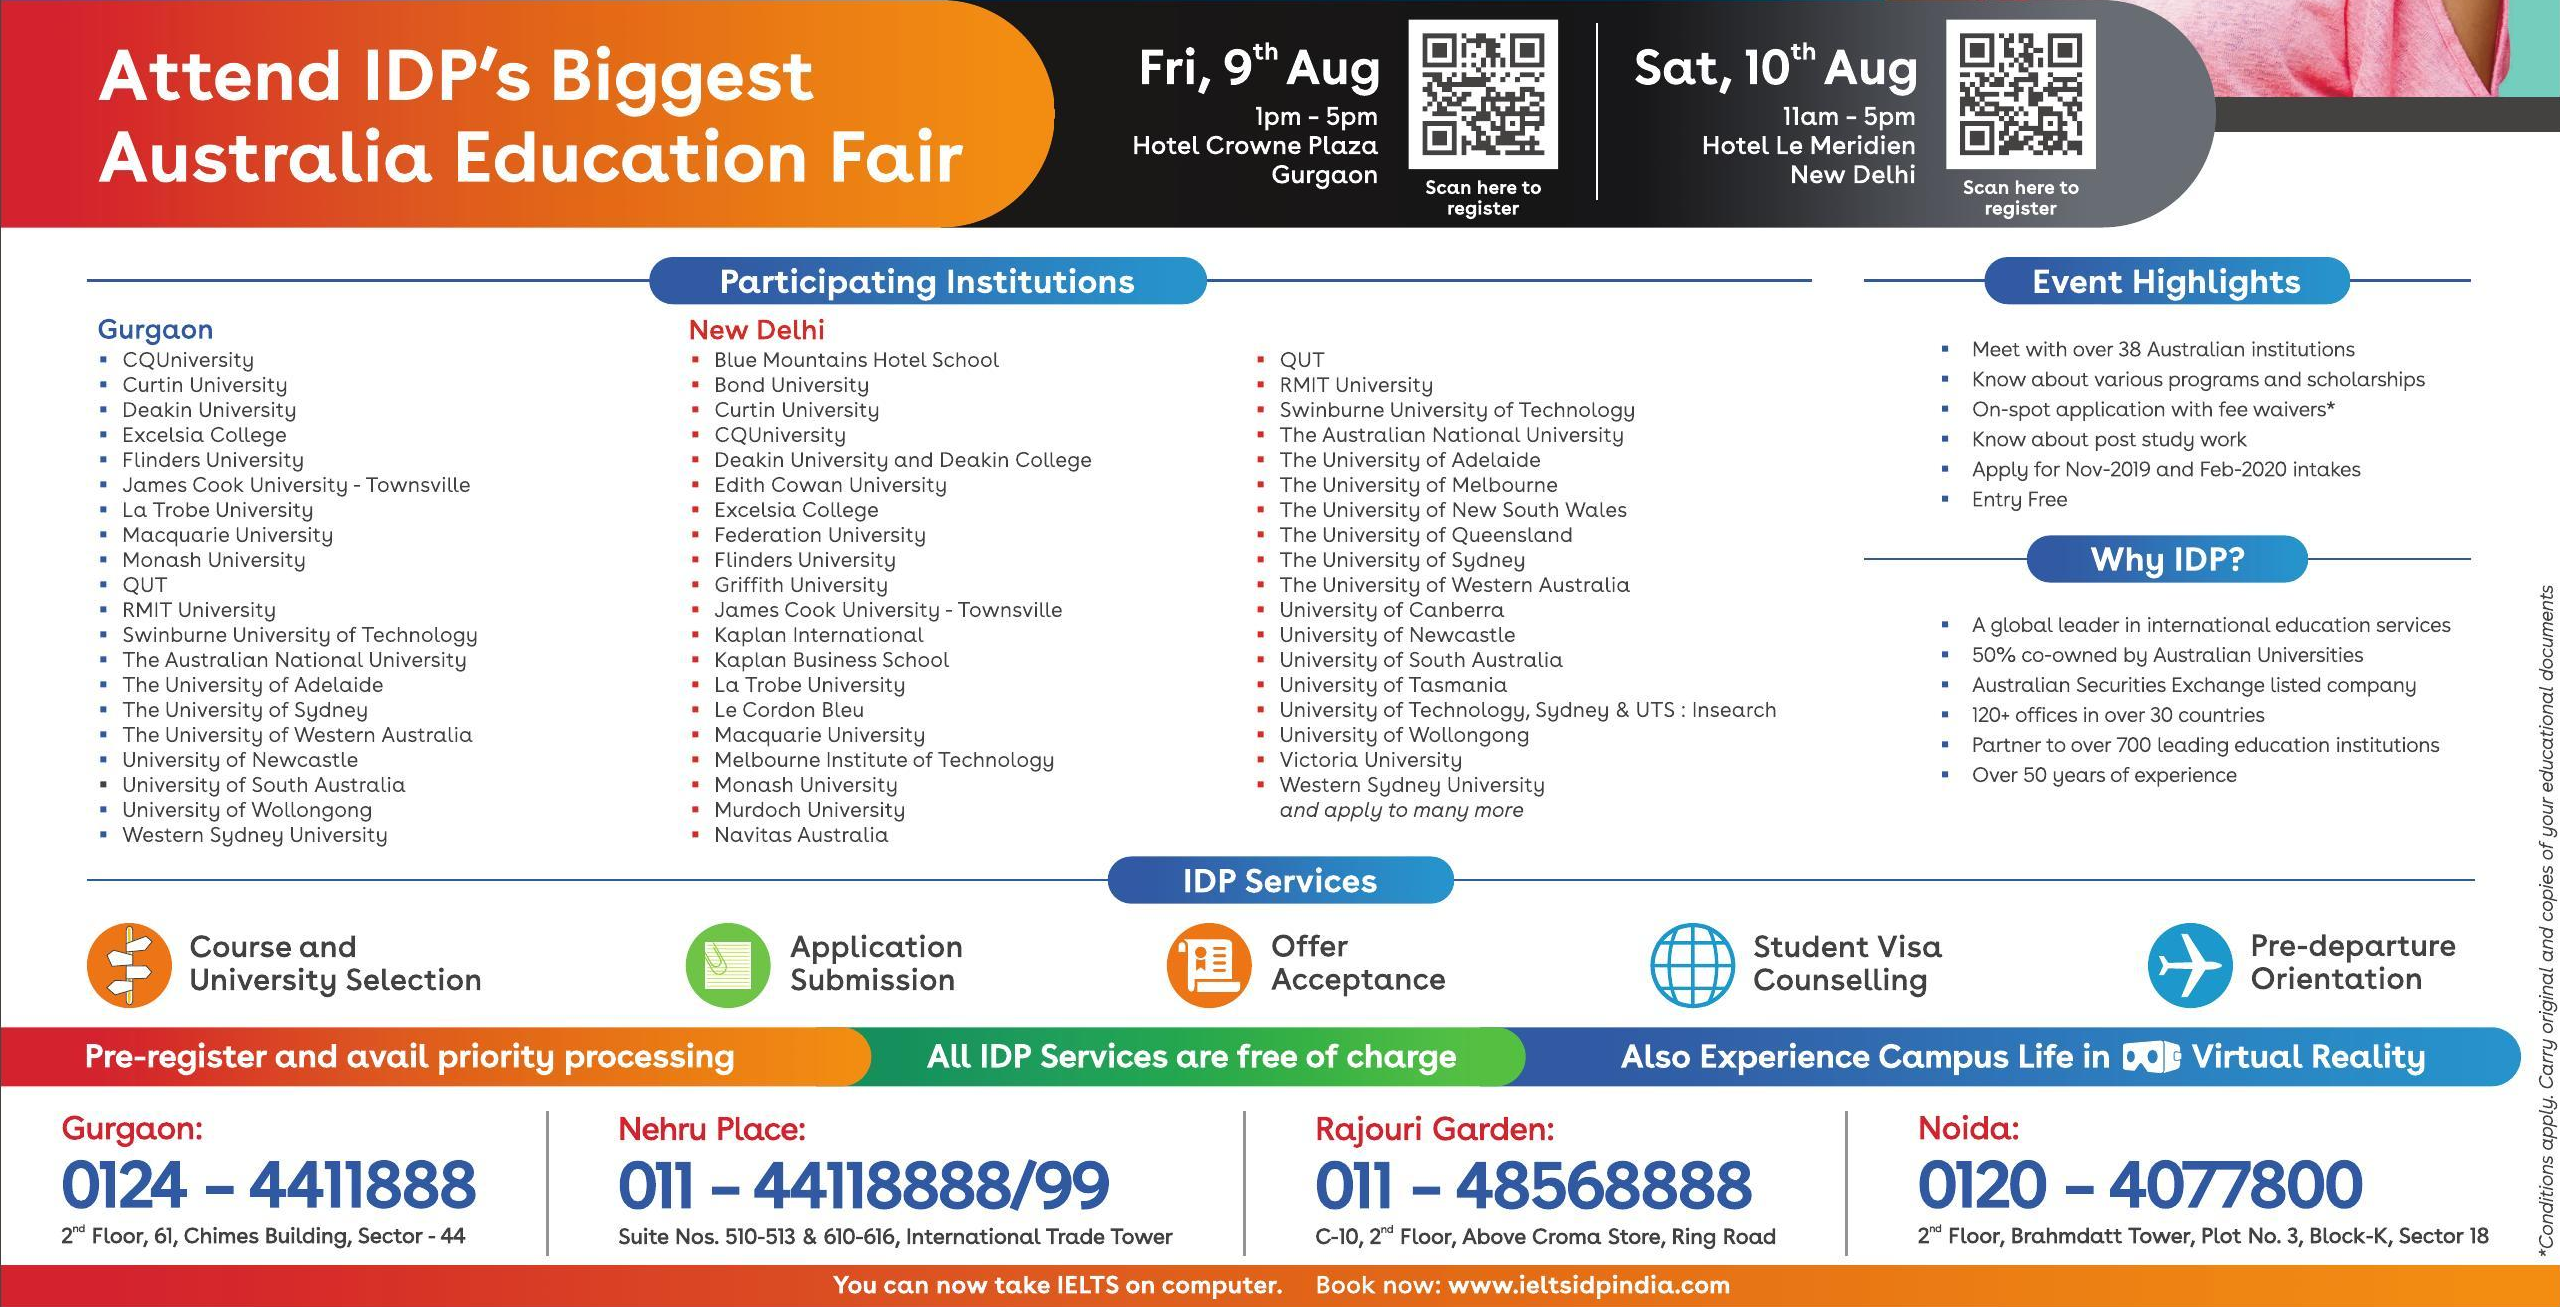 Attend IDP's Biggest
Australia Education Fair
Fri, 9th Aug
1pm - 5pm
Hotel Crowne Plaza
Gurgaon
Scan here to
register
Sat, 10th Aug
11am - 5pm
Hotel Le Meridien
New Delhi
Scan here to
register
Participating Institutions
Gurgaon
CQUniversity
Curtin University
Deakin University
Excelsia College
Flinders University
James Cook University - Townsville
La Trobe University
Macquarie University
Monash University
QUT
RMIT University
Swinburne University of Technology
The Australian National University
The University of Adelaide
The University of Sydney
The University of Western Australia
University of Newcastle
University of South Australia
University of Wollongong
Western Sydney University
New Delhi
Blue Mountains Hotel School
Bond University
Curtin University
CQUniversity
Deakin University and Deakin College
Edith Cowan University
Excelsia College
Federation University
Flinders University
Griffith University
James Cook University - Townsville
Kaplan International
Kaplan Business School
La Trobe University
Le Cordon Bleu
Macquarie University
Melbourne Institute of Technology
Monash University
Murdoch University
Navitas Australia
QUT
RMIT University
Swinburne University of Technology
The Australian National University
The University of Adelaide
The University of Melbourne
The University of New South Wales
The University of Queensland
The University of Sydney
The University of Western Australia
University of Canberra
University of Newcastle
University of South Australia
University of Tasmania
University of Technology, Sydney & UTS : Insearch
University of Wollongong
Victoria University
Western Sydney University
and apply to many more
Event Highlights
Meet with over 38 Australian institutions
Know about various programs and scholarships
On-spot application with fee waivers*
Know about post study work
Apply for Nov-2019 and Feb-2020 intakes
Entry Free
Why IDP?
A global leader in international education services
50% co-owned by Australian Universities
Australian Securities Exchange listed company
120+ offices in over 30 countries
Partner to over 700 leading education institutions
Over 50 years of experience
IDP Services
Course and
University Selection
Application
Submission
Offer
Acceptance
Student Visa
Counselling
Pre-departure
Orientation
Pre-register and avail priority processing
All IDP Services are free of charge
Also Experience Campus Life in Virtual Reality
Gurgaon:
0124 – 4411888
2nd Floor, 61, Chimes Building, Sector - 44
Nehru Place:
011 – 44118888/99
Suite Nos. 510-513 & 610-616, International Trade Tower
Rajouri Garden:
011 – 48568888
C-10, 2nd Floor, Above Croma Store, Ring Road
Noida:
0120 – 4077800
2nd Floor, Brahmdatt Tower, Plot No. 3, Block-K, Sector 18
You can now take IELTS on computer. Book now: www.ieltsidpindia.com
*Conditions apply. Carry original and copies of your educational documents